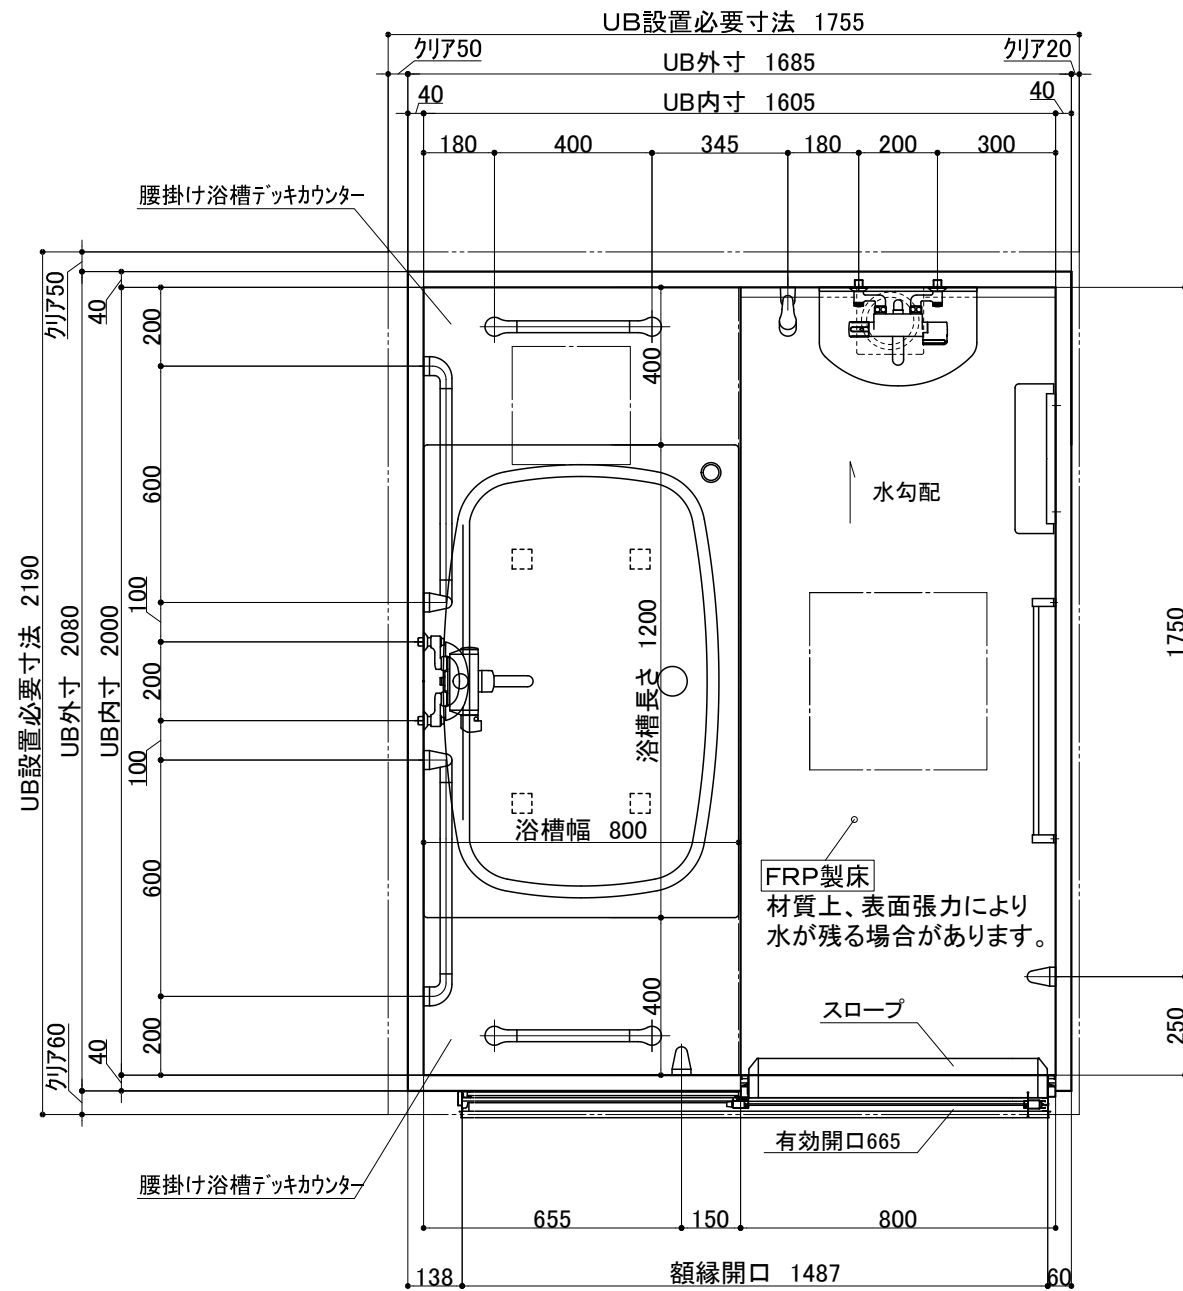 UB設置必要寸法 1755
クリア50
UB外寸 1685
クリア20
40
UB内寸 1605
40
180
400
345
180
200
300
腰掛け浴槽デッキカウンター
クリア50
40
200
400
600
水勾配
UB設置必要寸法 2190
UB外寸 2080
UB内寸 2000
100
200
100
浴槽長さ 1200
1750
浴槽幅 800
600
FRP製床
材質上、表面張力により
水が残る場合があります。
400
スロープ
200
250
クリア60
40
有効開口665
腰掛け浴槽デッキカウンター
655
150
800
138
額縁開口 1487
60